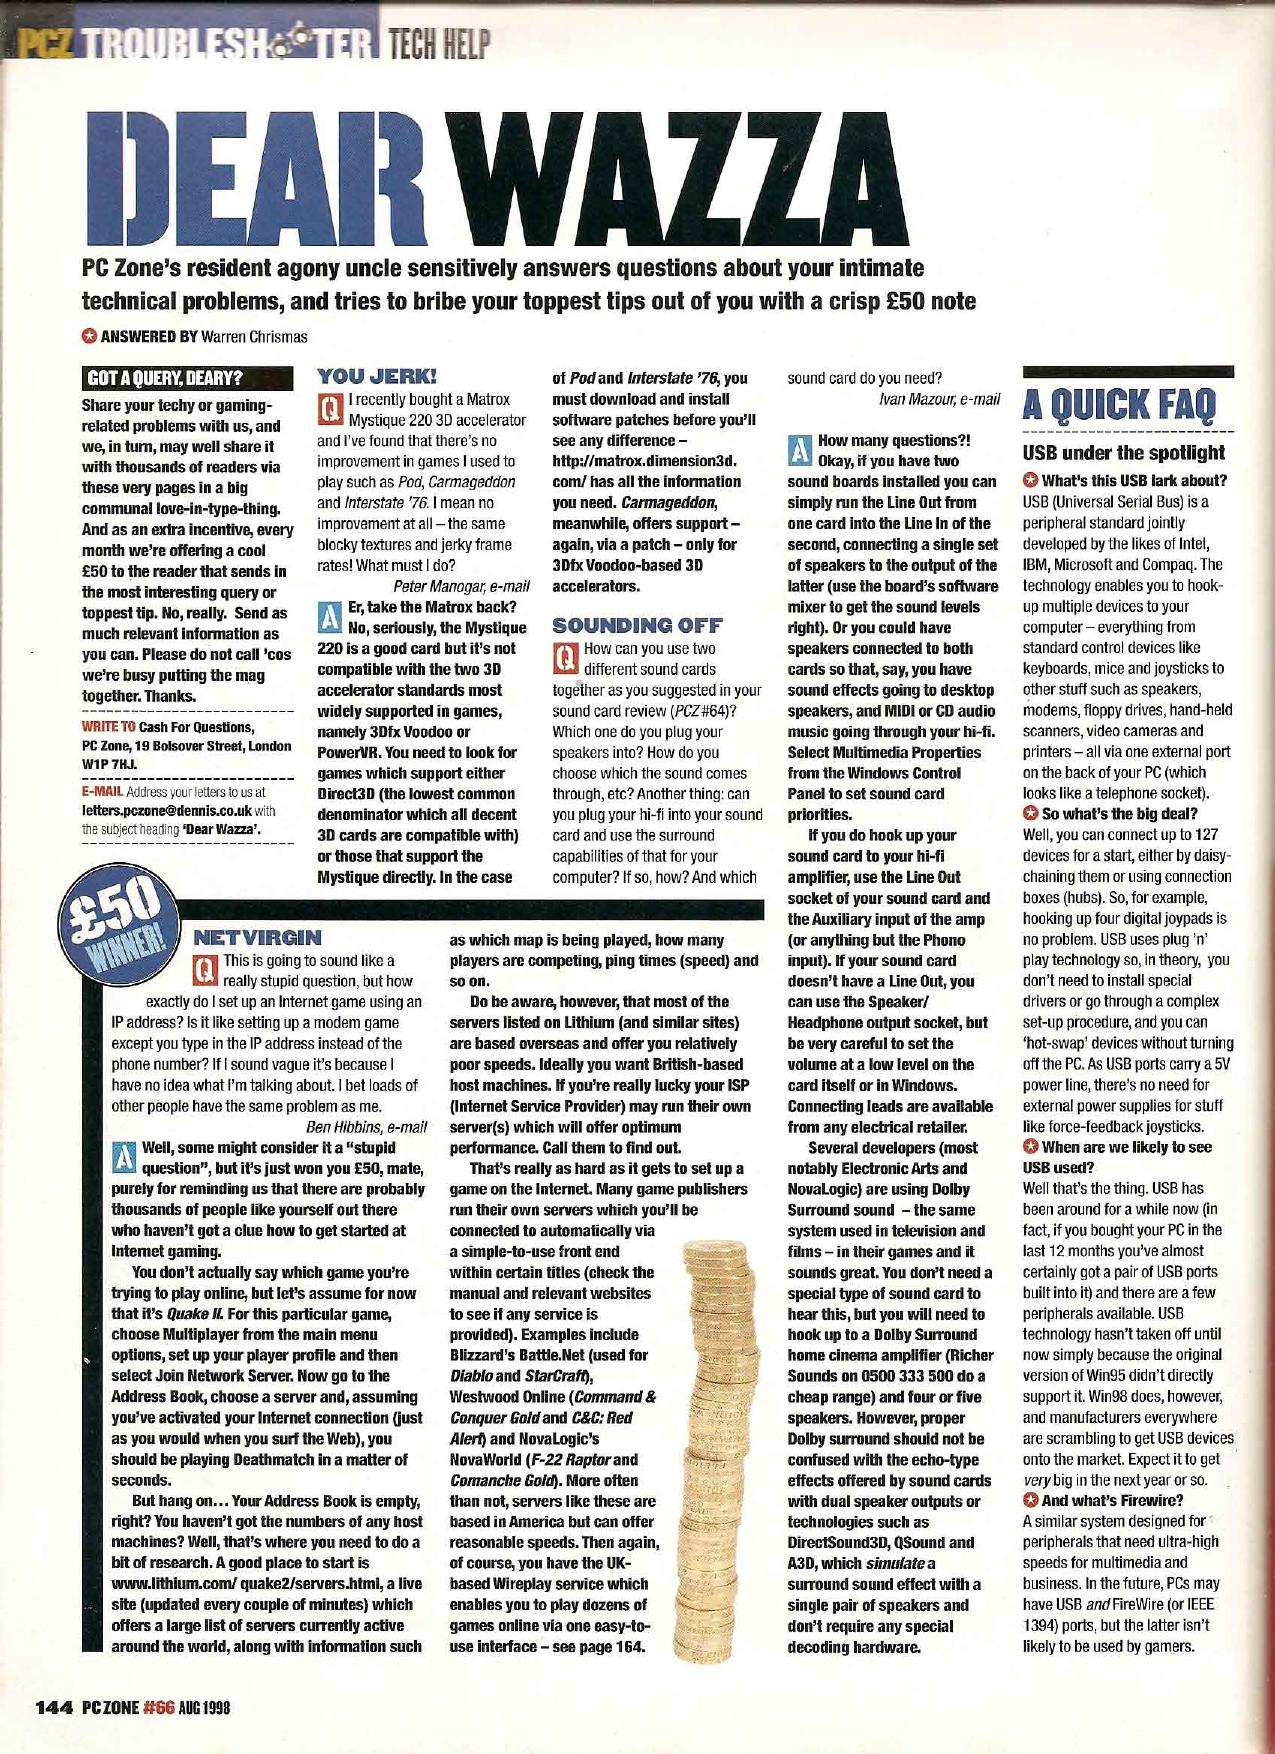 PCZ TROUBLESHOOTER TECH HELP
DEAR WAZZA
PC Zone's resident agony uncle sensitively answers questions about your intimate
technical problems, and tries to bribe your toppest tips out of you with a crisp £50 note
ANSWERED BY Warren Chrismas
GOT A QUERY, DEARY?
Share your techy or gaming-
related problems with us, and
we, in turn, may well share it
with thousands of readers via
these very pages in a big
communal love-in-type-thing.
And as an extra incentive, every
month we're offering a cool
£50 to the reader that sends in
the most interesting query or
toppest tip. No, really. Send as
much relevant information as
you can. Please do not call 'cos
we're busy putting the mag
together. Thanks.
WRITE TO Cash For Questions,
PC Zone, 19 Bolsover Street, London
W1P 7HJ.
E-MAIL Address your letters to us at
letters.pczone@dennis.co.uk with
the subject heading 'Dear Wazza'.
YOU JERK!
Q I recently bought a Matrox
Mystique 220 3D accelerator
and I've found that there's no
improvement in games I used to
play such as Pod, Carmageddon
and Interstate '76. I mean no
improvement at all – the same
blocky textures and jerky frame
rates! What must I do?
Peter Manogar, e-mail
A Er, take the Matrox back?
No, seriously, the Mystique
220 is a good card but it's not
compatible with the two 3D
accelerator standards most
widely supported in games,
namely 3Dfx Voodoo or
PowerVR. You need to look for
games which support either
Direct3D (the lowest common
denominator which all decent
3D cards are compatible with)
or those that support the
Mystique directly. In the case
of Pod and Interstate '76, you
must download and install
software patches before you'll
see any difference –
http://matrox.dimension3d.
com/ has all the information
you need. Carmageddon,
meanwhile, offers support –
again, via a patch – only for
3Dfx Voodoo-based 3D
accelerators.
SOUNDING OFF
Q How can you use two
different sound cards
together as you suggested in your
sound card review (PCZ #64)?
Which one do you plug your
speakers into? How do you
choose which the sound comes
through, etc? Another thing: can
you plug your hi-fi into your sound
card and use the surround
capabilities of that for your
computer? If so, how? And which
sound card do you need?
Ivan Mazour, e-mail
A How many questions?!
Okay, if you have two
sound boards installed you can
simply run the Line Out from
one card into the Line In of the
second, connecting a single set
of speakers to the output of the
latter (use the board's software
mixer to get the sound levels
right). Or you could have
speakers connected to both
cards so that, say, you have
sound effects going to desktop
speakers, and MIDI or CD audio
music going through your hi-fi.
Select Multimedia Properties
from the Windows Control
Panel to set sound card
priorities.
If you do hook up your
sound card to your hi-fi
amplifier, use the Line Out
socket of your sound card and
the Auxiliary input of the amp
(or anything but the Phono
input). If your sound card
doesn't have a Line Out, you
can use the Speaker/
Headphone output socket, but
be very careful to set the
volume at a low level on the
card itself or in Windows.
Connecting leads are available
from any electrical retailer.
Several developers (most
notably Electronic Arts and
NovaLogic) are using Dolby
Surround sound – the same
system used in television and
films – in their games and it
sounds great. You don't need a
special type of sound card to
hear this, but you will need to
hook up to a Dolby Surround
home cinema amplifier (Richer
Sounds on 0500 333 500 do a
cheap range) and four or five
speakers. However, proper
Dolby surround should not be
confused with the echo-type
effects offered by sound cards
with dual speaker outputs or
technologies such as
DirectSound3D, QSound and
A3D, which simulate a
surround sound effect with a
single pair of speakers and
don't require any special
decoding hardware.
£50
WINNER!
NET VIRGIN
Q This is going to sound like a
really stupid question, but how
exactly do I set up an Internet game using an
IP address? Is it like setting up a modem game
except you type in the IP address instead of the
phone number? If I sound vague it's because I
have no idea what I'm talking about. I bet loads of
other people have the same problem as me.
Ben Hibbins, e-mail
A Well, some might consider it a "stupid
question", but it's just won you £50, mate,
purely for reminding us that there are probably
thousands of people like yourself out there
who haven't got a clue how to get started at
Internet gaming.
You don't actually say which game you're
trying to play online, but let's assume for now
that it's Quake II. For this particular game,
choose Multiplayer from the main menu
options, set up your player profile and then
select Join Network Server. Now go to the
Address Book, choose a server and, assuming
you've activated your Internet connection (just
as you would when you surf the Web), you
should be playing Deathmatch in a matter of
seconds.
But hang on... Your Address Book is empty,
right? You haven't got the numbers of any host
machines? Well, that's where you need to do a
bit of research. A good place to start is
www.lithium.com/ quake2/servers.html, a live
site (updated every couple of minutes) which
offers a large list of servers currently active
around the world, along with information such
as which map is being played, how many
players are competing, ping times (speed) and
so on.
Do be aware, however, that most of the
servers listed on Lithium (and similar sites)
are based overseas and offer you relatively
poor speeds. Ideally you want British-based
host machines. If you're really lucky your ISP
(Internet Service Provider) may run their own
server(s) which will offer optimum
performance. Call them to find out.
That's really as hard as it gets to set up a
game on the Internet. Many game publishers
run their own servers which you'll be
connected to automatically via
a simple-to-use front end
within certain titles (check the
manual and relevant websites
to see if any service is
provided). Examples include
Blizzard's Battle.Net (used for
Diablo and StarCraft),
Westwood Online (Command &
Conquer Gold and C&C: Red
Alert) and NovaLogic's
NovaWorld (F-22 Raptor and
Comanche Gold). More often
than not, servers like these are
based in America but can offer
reasonable speeds. Then again,
of course, you have the UK-
based Wireplay service which
enables you to play dozens of
games online via one easy-to-
use interface – see page 164.
A QUICK FAQ
USB under the spotlight
What's this USB lark about?
USB (Universal Serial Bus) is a
peripheral standard jointly
developed by the likes of Intel,
IBM, Microsoft and Compaq. The
technology enables you to hook-
up multiple devices to your
computer – everything from
standard control devices like
keyboards, mice and joysticks to
other stuff such as speakers,
modems, floppy drives, hand-held
scanners, video cameras and
printers – all via one external port
on the back of your PC (which
looks like a telephone socket).
So what's the big deal?
Well, you can connect up to 127
devices for a start, either by daisy-
chaining them or using connection
boxes (hubs). So, for example,
hooking up four digital joypads is
no problem. USB uses plug 'n'
play technology so, in theory, you
don't need to install special
drivers or go through a complex
set-up procedure, and you can
'hot-swap' devices without turning
off the PC. As USB ports carry a 5V
power line, there's no need for
external power supplies for stuff
like force-feedback joysticks.
When are we likely to see
USB used?
Well that's the thing. USB has
been around for a while now (in
fact, if you bought your PC in the
last 12 months you've almost
certainly got a pair of USB ports
built into it) and there are a few
peripherals available. USB
technology hasn't taken off until
now simply because the original
version of Win95 didn't directly
support it. Win98 does, however,
and manufacturers everywhere
are scrambling to get USB devices
onto the market. Expect it to get
very big in the next year or so.
And what's Firewire?
A similar system designed for
peripherals that need ultra-high
speeds for multimedia and
business. In the future, PCs may
have USB and FireWire (or IEEE
1394) ports, but the latter isn't
likely to be used by gamers.
144 PC ZONE #66 AUG 1998